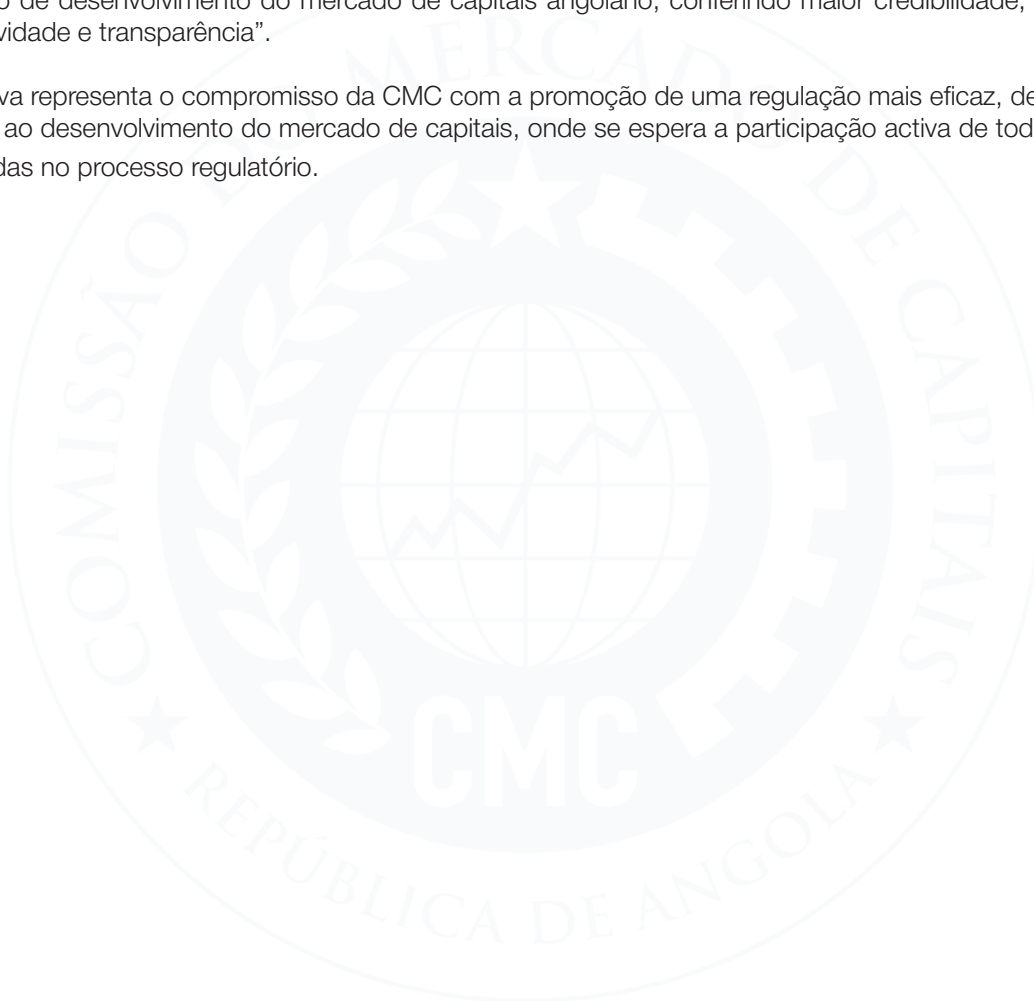 o de desenvolvimento do mercado de capitais angolano, conferindo maior credibilidade,
vidade e transparência”.
va representa o compromisso da CMC com a promoção de uma regulação mais eficaz, de
ao desenvolvimento do mercado de capitais, onde se espera a participação activa de tod
das no processo regulatório.
COMISSÃO DO MERCADO DE CAPITAIS
CMC
REPÚBLICA DE ANGOLA